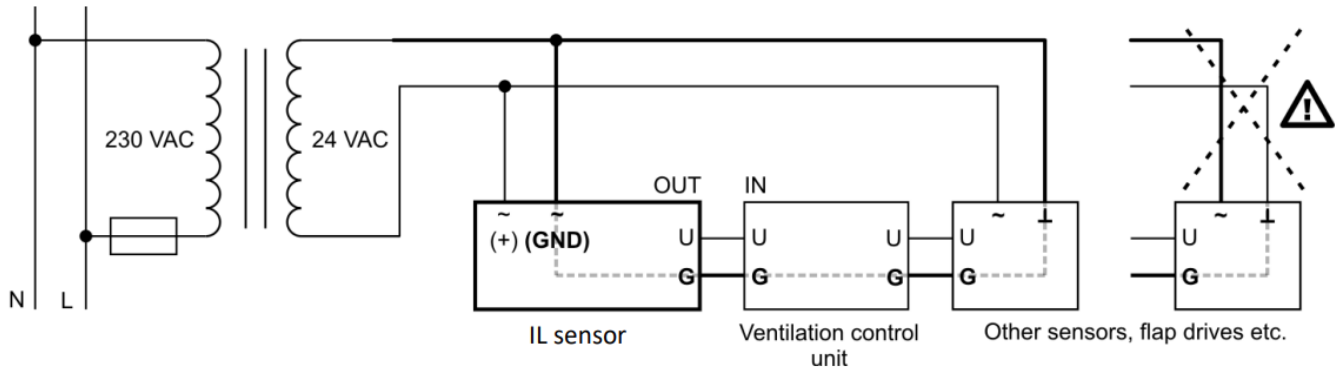 230 VAC
24 VAC
OUT
IN
~
~
~
⊥
~
⊥
(+) (GND)
U
U
U
U
U
G
G
G
G
G
N
L
IL sensor
Ventilation control
unit
Other sensors, flap drives etc.
!